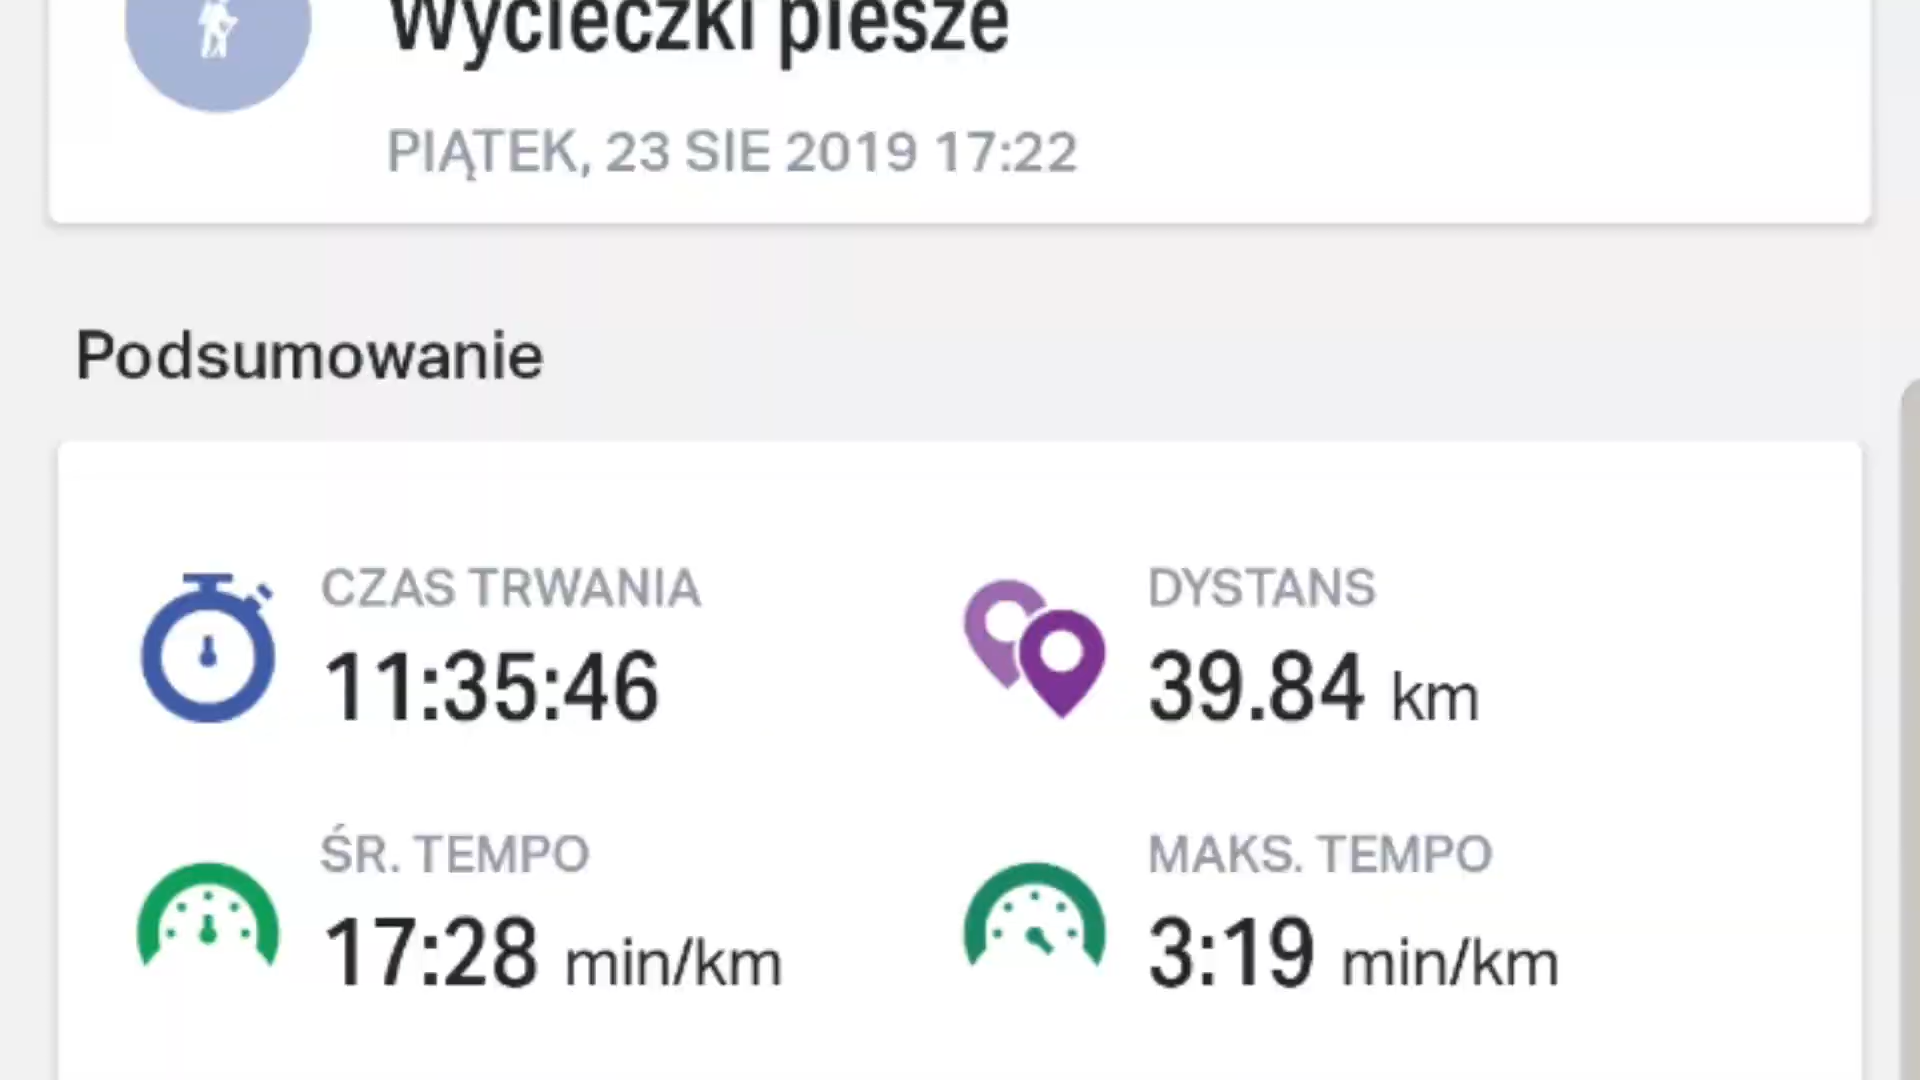 Wycieczki piesze
PIĄTEK, 23 SIE 2019 17:22
Podsumowanie
CZAS TRWANIA
11:35:46
DYSTANS
39.84 km
ŚR. TEMPO
17:28 min/km
MAKS. TEMPO
3:19 min/km